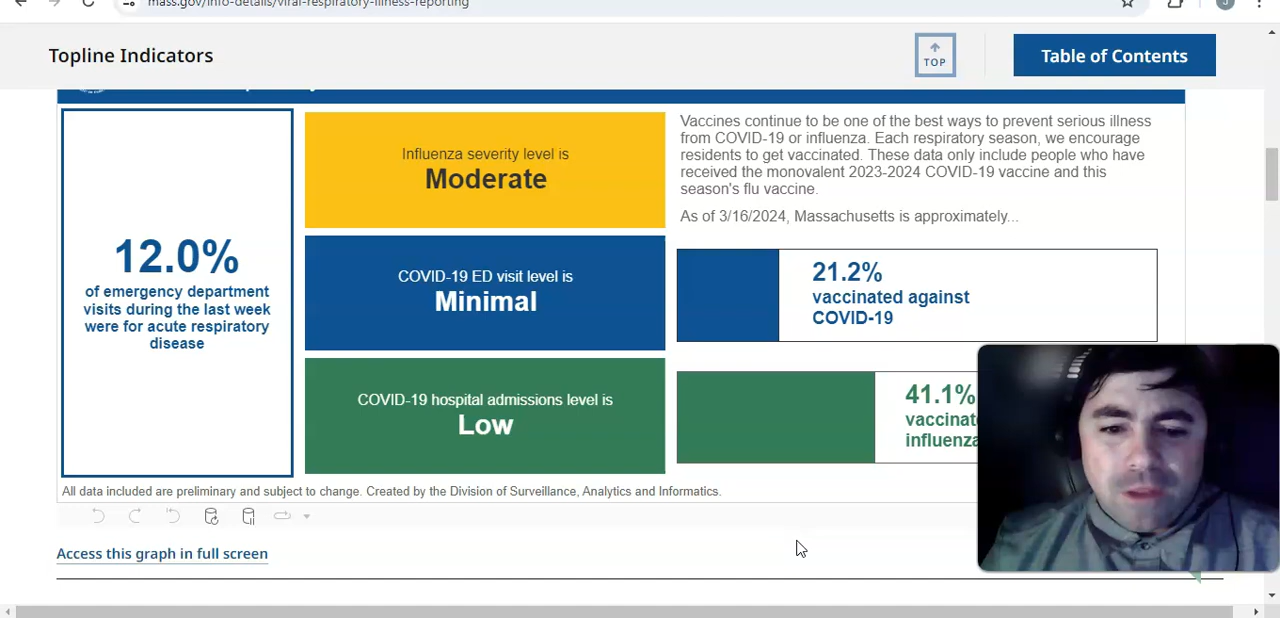 mass.gov/info-details/viral-respiratory-illness-reporting
Topline Indicators
TOP
Table of Contents
12.0%
of emergency department
visits during the last week
were for acute respiratory
disease
Influenza severity level is
Moderate
COVID-19 ED visit level is
Minimal
COVID-19 hospital admissions level is
Low
Vaccines continue to be one of the best ways to prevent serious illness
from COVID-19 or influenza. Each respiratory season, we encourage
residents to get vaccinated. These data only include people who have
received the monovalent 2023-2024 COVID-19 vaccine and this
season's flu vaccine.
As of 3/16/2024, Massachusetts is approximately...
21.2%
vaccinated against
COVID-19
41.1%
vaccinat
influenza
All data included are preliminary and subject to change. Created by the Division of Surveillance, Analytics and Informatics.
Access this graph in full screen